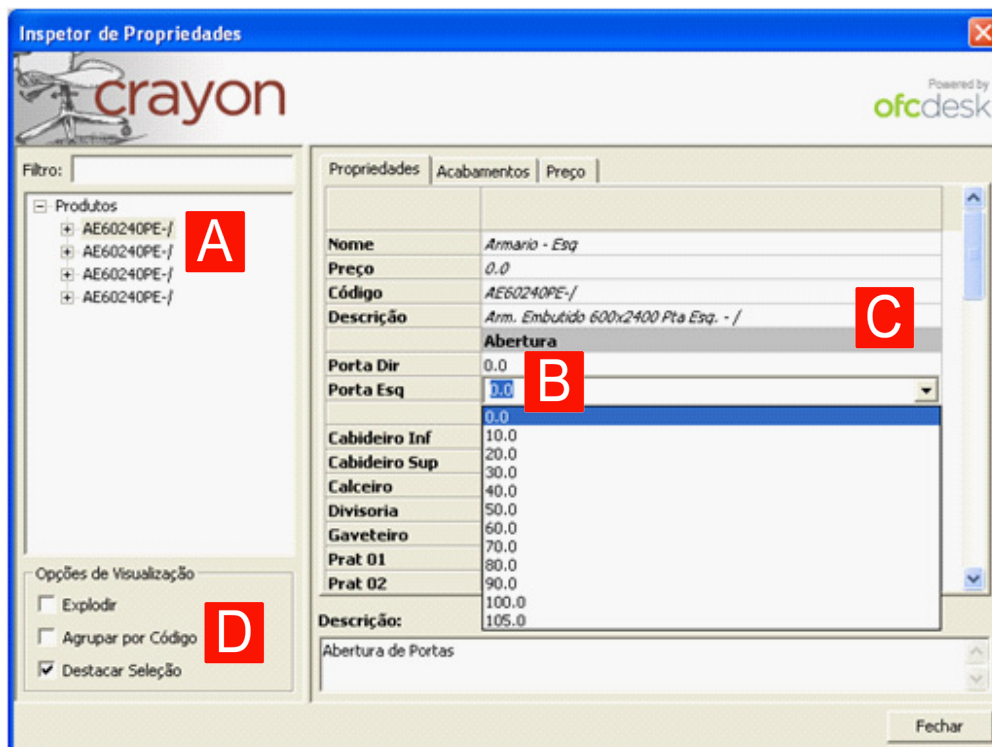 Inspetor de Propriedades
crayon
Powered by
ofcdesk
Filtro:
Produtos
AE60240PE-/
AE60240PE-/
AE60240PE-/
AE60240PE-/
A
Opções de Visualização
Explodir
Agrupar por Código
Destacar Seleção
D
Propriedades Acabamentos Preço
Nome Armario - Esq
Preço 0.0
Código AE60240PE-/
Descrição Arm. Embutido 600x2400 Pta Esq. - /
C
Abertura
Porta Dir 0.0
B
Porta Esq 0.0
0.0
Cabideiro Inf 10.0
20.0
Cabideiro Sup 30.0
Calceiro 40.0
Divisoria 50.0
60.0
Gaveteiro 70.0
Prat 01 80.0
Prat 02 90.0
100.0
105.0
Descrição:
Abertura de Portas
Fechar